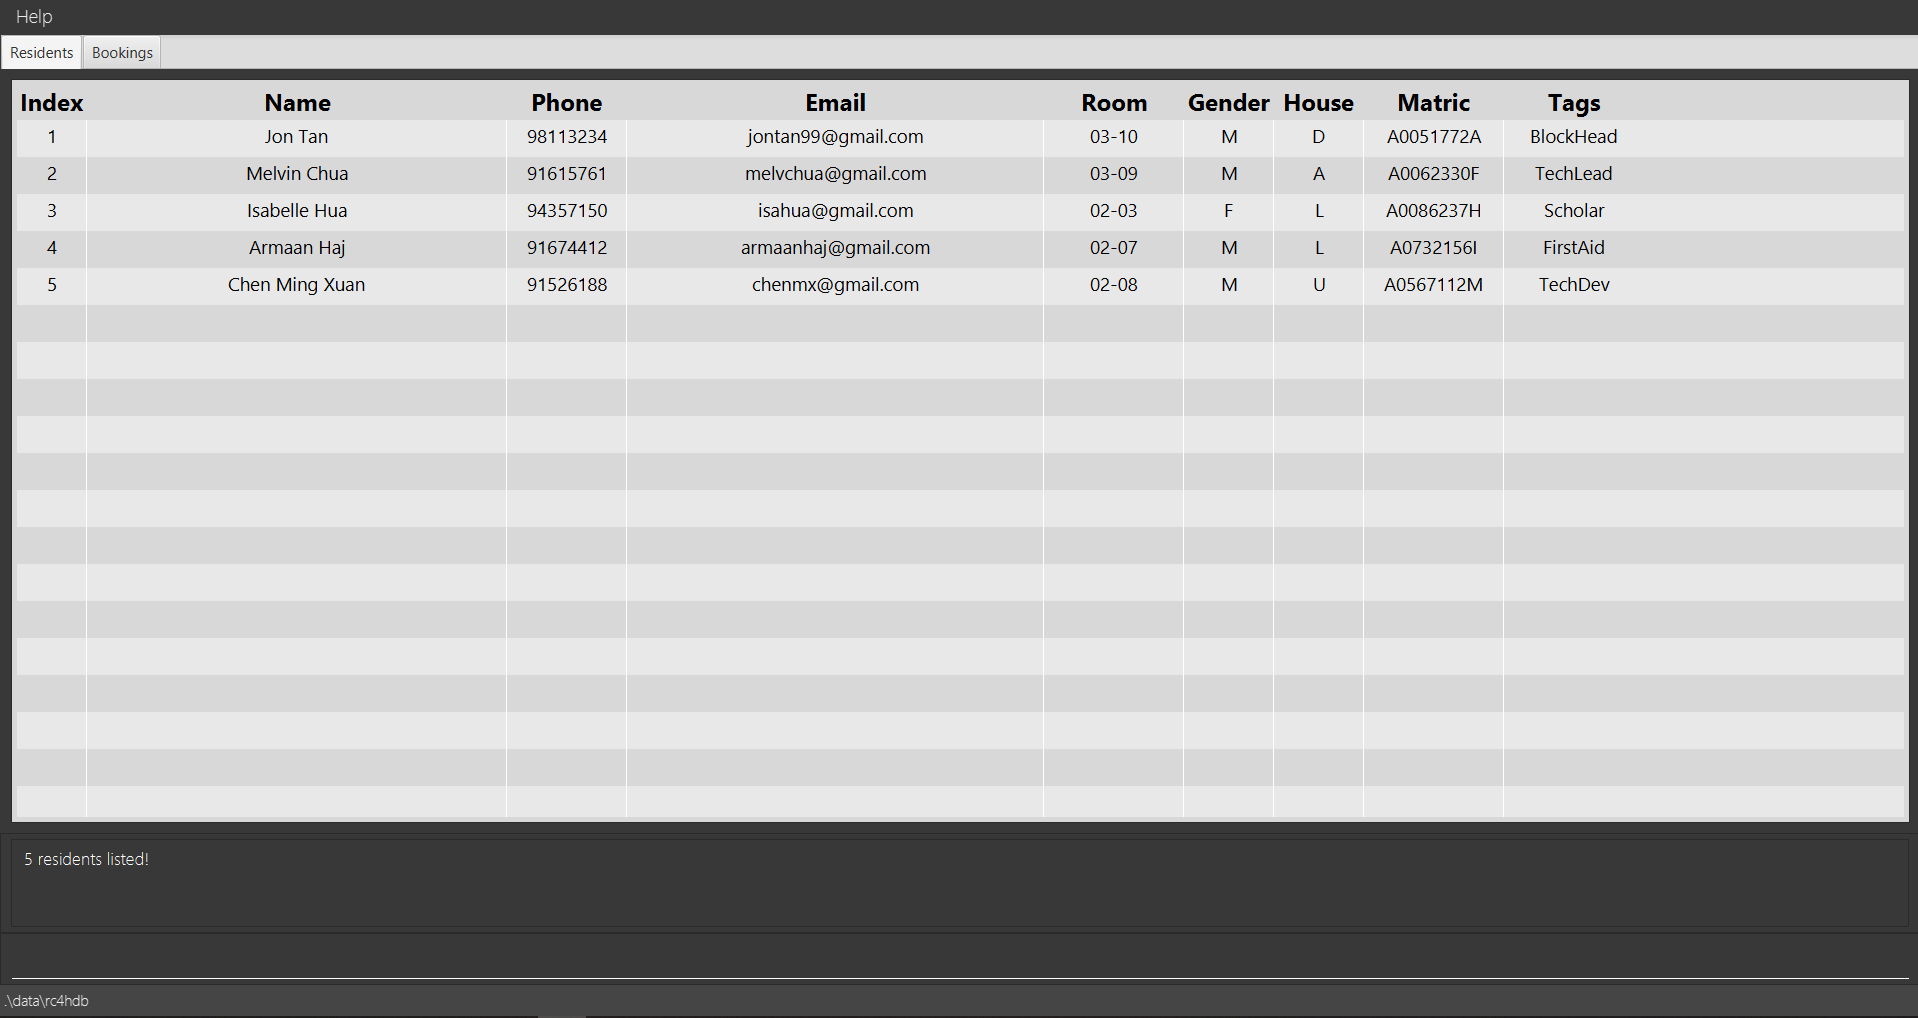 Help
Residents Bookings
Index Name Phone Email Room Gender House Matric Tags
1 Jon Tan 98113234 jontan99@gmail.com 03-10 M D A0051772A BlockHead
2 Melvin Chua 91615761 melvchua@gmail.com 03-09 M A A0062330F TechLead
3 Isabelle Hua 94357150 isahua@gmail.com 02-03 F L A0086237H Scholar
4 Armaan Haj 91674412 armaanhaj@gmail.com 02-07 M L A0732156I FirstAid
5 Chen Ming Xuan 91526188 chenmx@gmail.com 02-08 M U A0567112M TechDev
5 residents listed!
.\data\rc4hdb